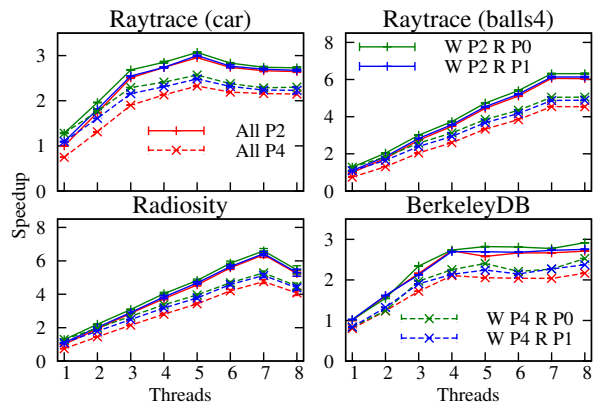 Raytrace (car)
Raytrace (balls4)
3
2
1
0
All P2
All P4
8
6
4
2
0
W P2 R P0
W P2 R P1
1 2 3 4 5 6 7 8
1 2 3 4 5 6 7 8
Speedup
Radiosity
BerkeleyDB
8
6
4
2
0
3
2
1
0
W P4 R P0
W P4 R P1
1 2 3 4 5 6 7 8
1 2 3 4 5 6 7 8
Threads
Threads